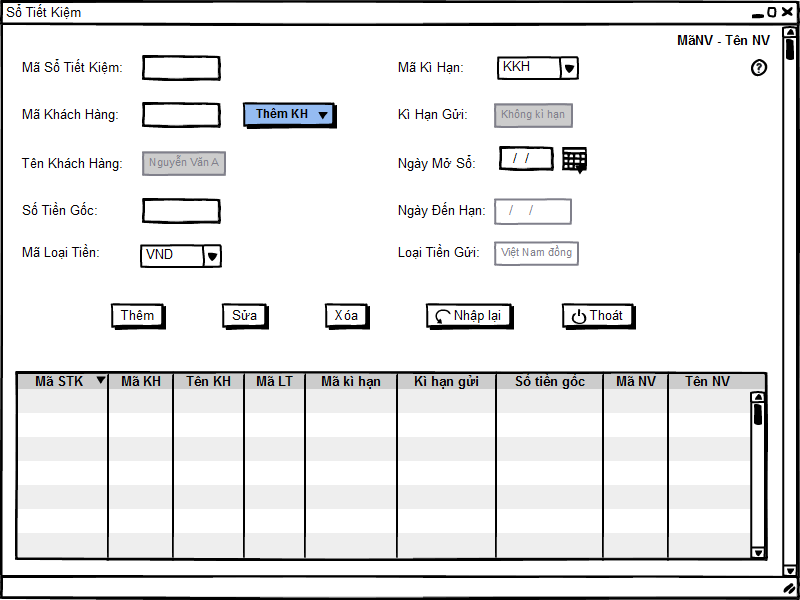 Sổ Tiết Kiệm
MãNV - Tên NV
Mã Sổ Tiết Kiệm:
Mã Kì Hạn: KKH
?
Mã Khách Hàng: Thêm KH
Kì Hạn Gửi: Không kì hạn
Tên Khách Hàng: Nguyễn Văn A
Ngày Mở Sổ: / /
Số Tiền Gốc:
Ngày Đến Hạn: / /
Mã Loại Tiền: VND
Loại Tiền Gửi: Việt Nam đồng
Thêm Sửa Xóa Nhập lại Thoát
Mã STK Mã KH Tên KH Mã LT Mã kì hạn Kì hạn gửi Số tiền gốc Mã NV Tên NV